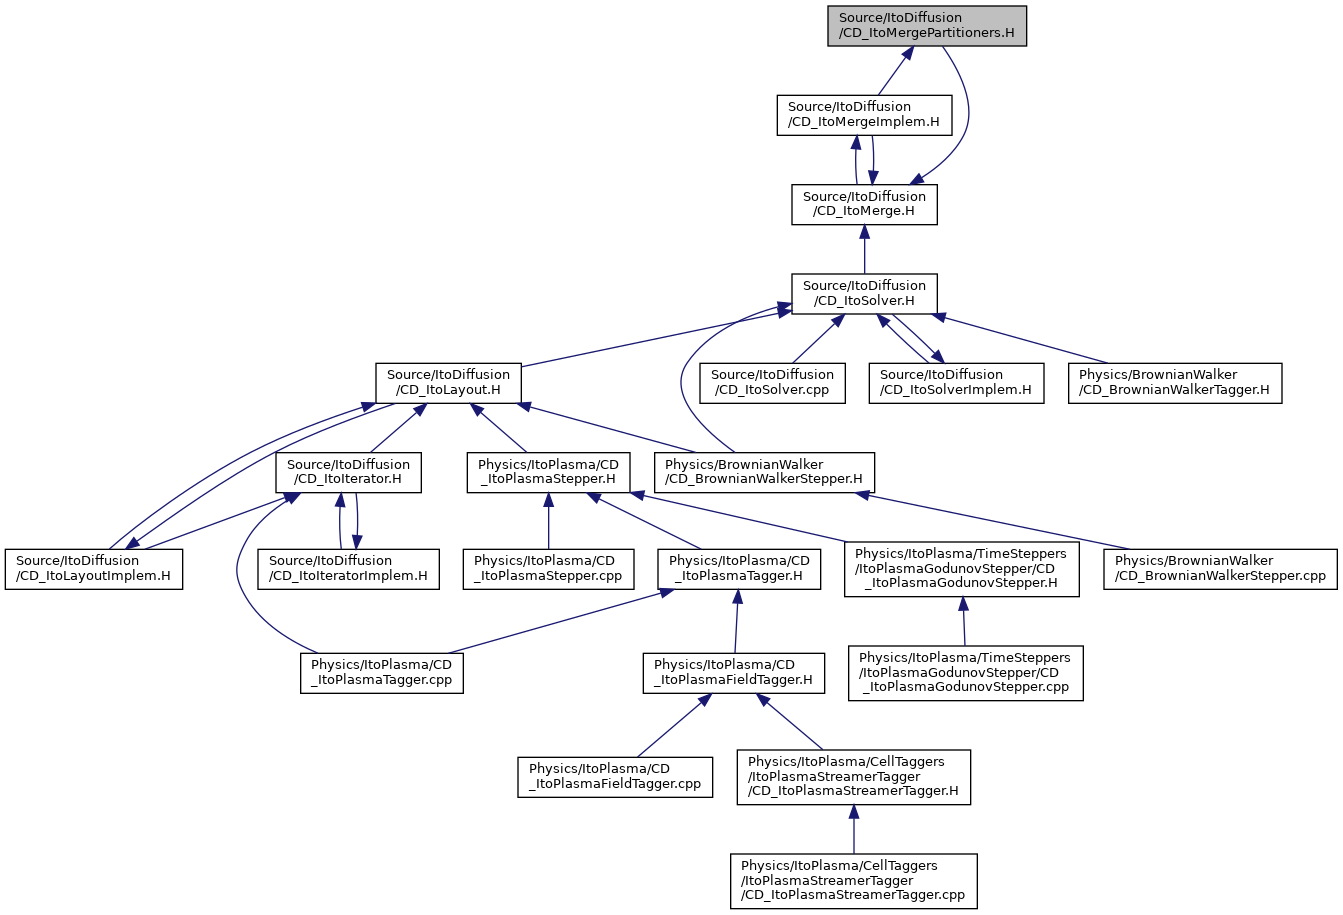 Source/ItoDiffusion
/CD_ItoMergePartitioners.H
Source/ItoDiffusion
/CD_ItoMergeImplem.H
Source/ItoDiffusion
/CD_ItoMerge.H
Source/ItoDiffusion
/CD_ItoSolver.H
Source/ItoDiffusion
/CD_ItoLayout.H
Source/ItoDiffusion
/CD_ItoSolver.cpp
Source/ItoDiffusion
/CD_ItoSolverImplem.H
Physics/BrownianWalker
/CD_BrownianWalkerTagger.H
Source/ItoDiffusion
/CD_ItoIterator.H
Physics/ItoPlasma/CD
_ItoPlasmaStepper.H
Physics/BrownianWalker
/CD_BrownianWalkerStepper.H
Source/ItoDiffusion
/CD_ItoLayoutImplem.H
Source/ItoDiffusion
/CD_ItoIteratorImplem.H
Physics/ItoPlasma/CD
_ItoPlasmaStepper.cpp
Physics/ItoPlasma/CD
_ItoPlasmaTagger.H
Physics/ItoPlasma/TimeSteppers
/ItoPlasmaGodunovStepper/CD
_ItoPlasmaGodunovStepper.H
Physics/BrownianWalker
/CD_BrownianWalkerStepper.cpp
Physics/ItoPlasma/CD
_ItoPlasmaTagger.cpp
Physics/ItoPlasma/CD
_ItoPlasmaFieldTagger.H
Physics/ItoPlasma/TimeSteppers
/ItoPlasmaGodunovStepper/CD
_ItoPlasmaGodunovStepper.cpp
Physics/ItoPlasma/CD
_ItoPlasmaFieldTagger.cpp
Physics/ItoPlasma/CellTaggers
/ItoPlasmaStreamerTagger
/CD_ItoPlasmaStreamerTagger.H
Physics/ItoPlasma/CellTaggers
/ItoPlasmaStreamerTagger
/CD_ItoPlasmaStreamerTagger.cpp